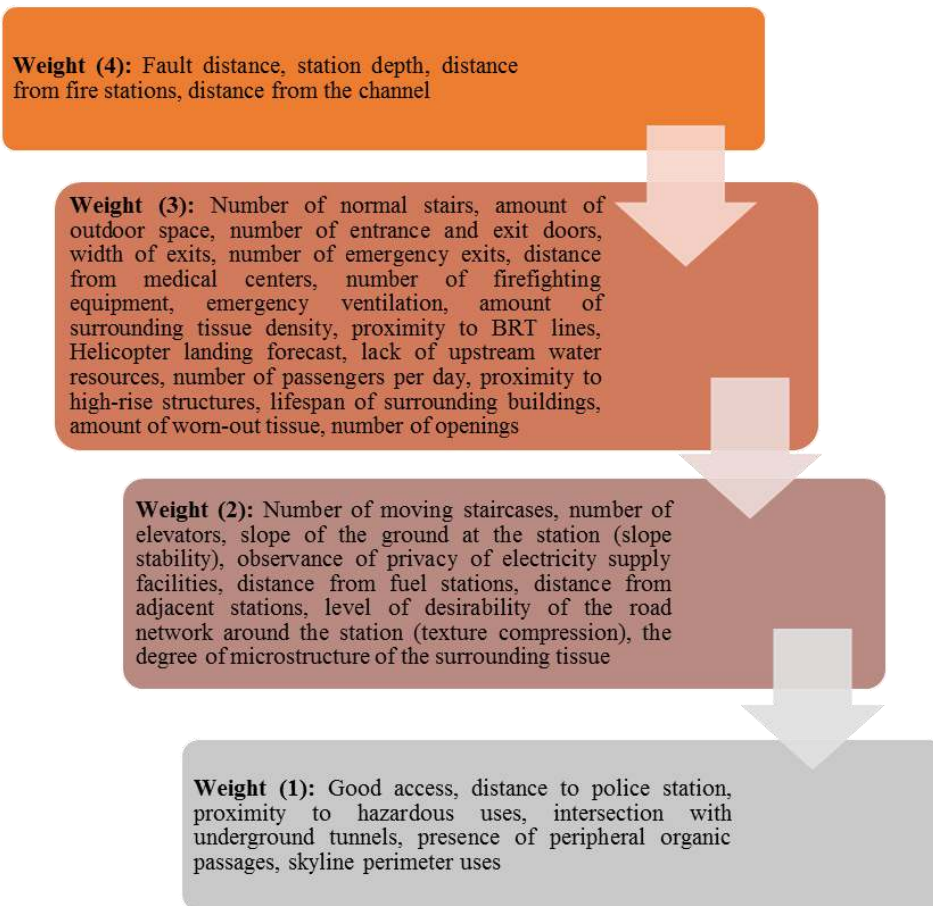 Weight (4): Fault distance, station depth, distance
from fire stations, distance from the channel
Weight (3): Number of normal stairs, amount of
outdoor space, number of entrance and exit doors,
width of exits, number of emergency exits, distance
from medical centers, number of firefighting
equipment, emergency ventilation, amount of
surrounding tissue density, proximity to BRT lines,
Helicopter landing forecast, lack of upstream water
resources, number of passengers per day, proximity to
high-rise structures, lifespan of surrounding buildings,
amount of worn-out tissue, number of openings
Weight (2): Number of moving staircases, number of
elevators, slope of the ground at the station (slope
stability), observance of privacy of electricity supply
facilities, distance from fuel stations, distance from
adjacent stations, level of desirability of the road
network around the station (texture compression), the
degree of microstructure of the surrounding tissue
Weight (1): Good access, distance to police station,
proximity to hazardous uses, intersection with
underground tunnels, presence of peripheral organic
passages, skyline perimeter uses